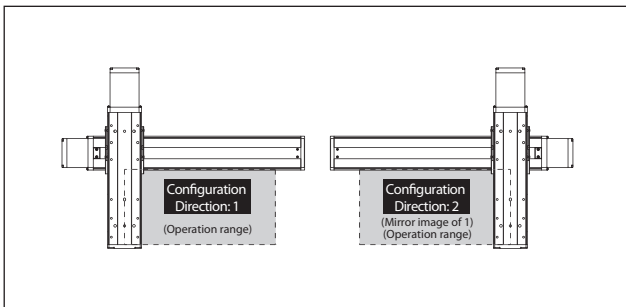 Configuration
Direction: 1
(Operation range)
Configuration
Direction: 2
(Mirror image of 1)
(Operation range)